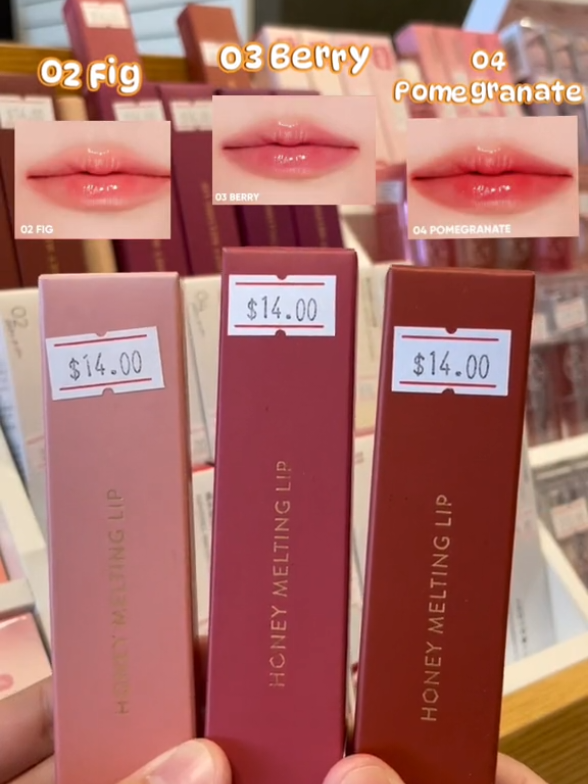 02 Fig
03 Berry
04
Pomegranate
02 FIG
03 BERRY
04 POMEGRANATE
$14.00
$14.00
$14.00
HONEY MELTING LIP
HONEY MELTING LIP
HONEY MELTING LIP
02